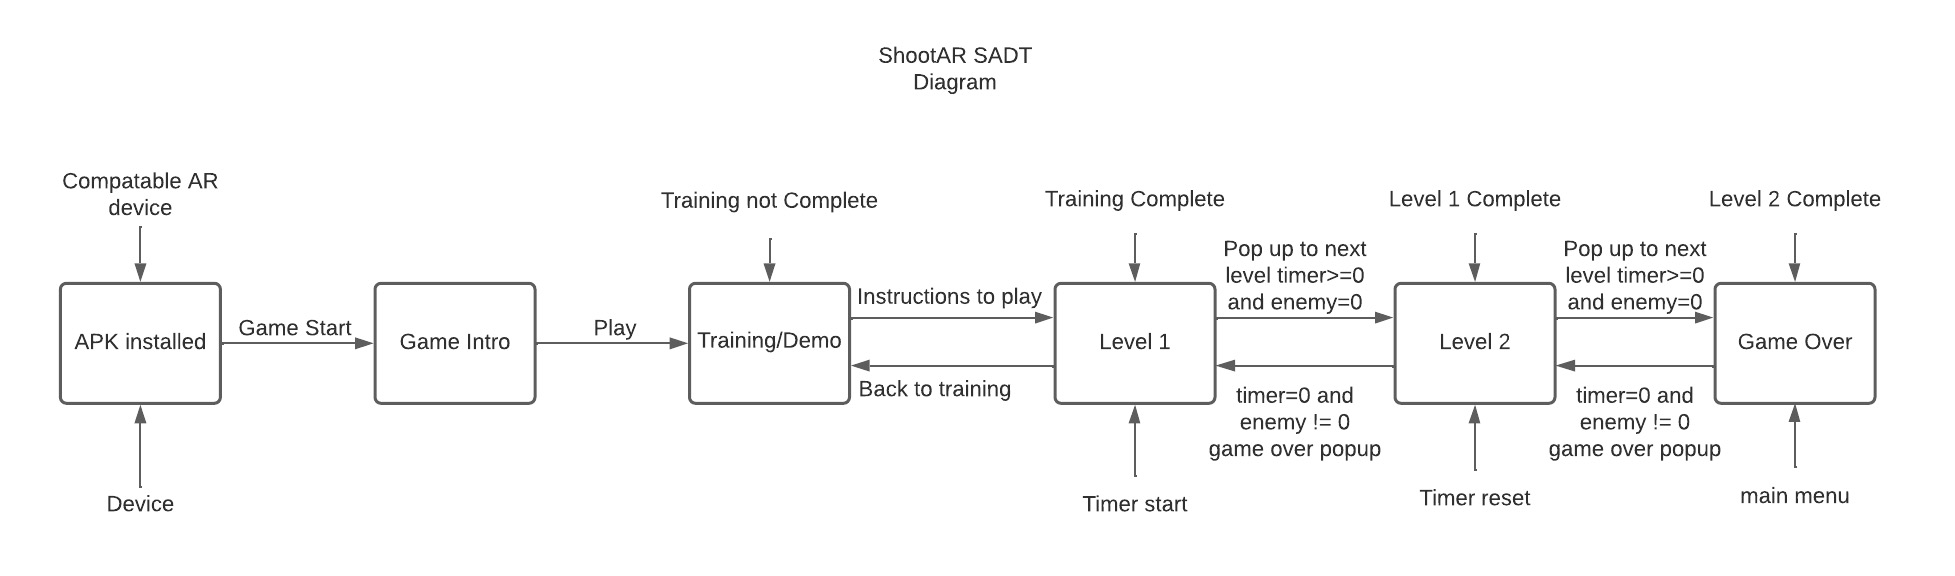 ShootAR SADT
Diagram
Compatable AR
device
Training not Complete
Training Complete
Level 1 Complete
Level 2 Complete
Pop up to next
level timer>=0
and enemy=0
Pop up to next
level timer>=0
and enemy=0
APK installed
Game Start
Game Intro
Play
Training/Demo
Instructions to play
Back to training
Level 1
Level 2
Game Over
timer=0 and
enemy != 0
game over popup
timer=0 and
enemy != 0
game over popup
Device
Timer start
Timer reset
main menu